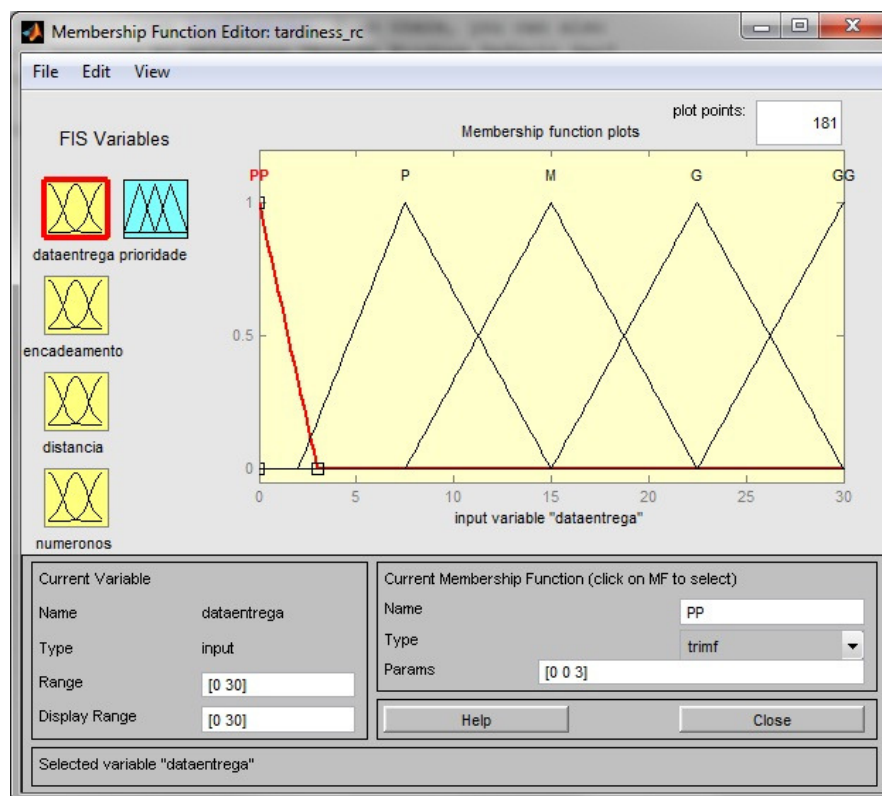 Membership Function Editor: tardiness_rc
File Edit View
FIS Variables
plot points: 181
Membership function plots
PP P M G GG
1
0.5
0
0 5 10 15 20 25 30
input variable "dataentrega"
dataentrega prioridade
encadeamento
distancia
numeronos
Current Variable
Name dataentrega
Type input
Range [0 30]
Display Range [0 30]
Current Membership Function (click on MF to select)
Name PP
Type trimf
Params [0 0 3]
Help Close
Selected variable "dataentrega"